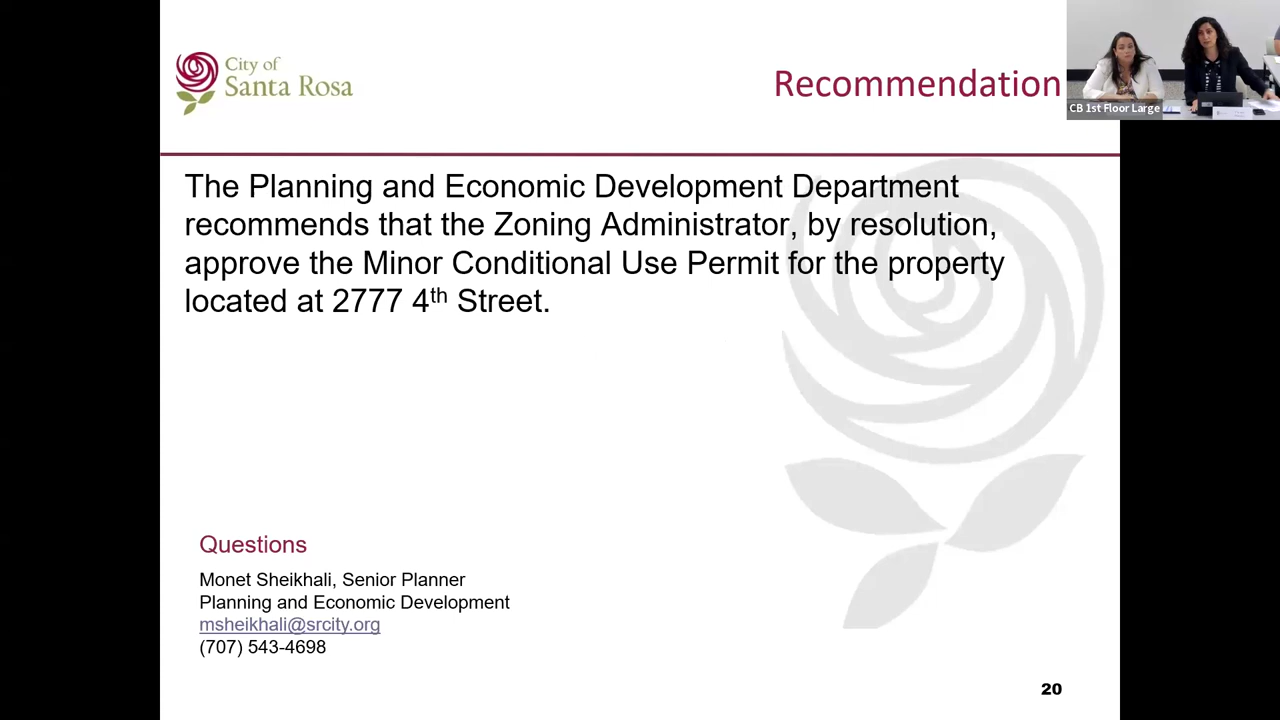 City of
Santa Rosa
Recommendation
CB 1st Floor Large
The Planning and Economic Development Department
recommends that the Zoning Administrator, by resolution,
approve the Minor Conditional Use Permit for the property
located at 2777 4th Street.
Questions
Monet Sheikhali, Senior Planner
Planning and Economic Development
msheikhali@srcity.org
(707) 543-4698
20